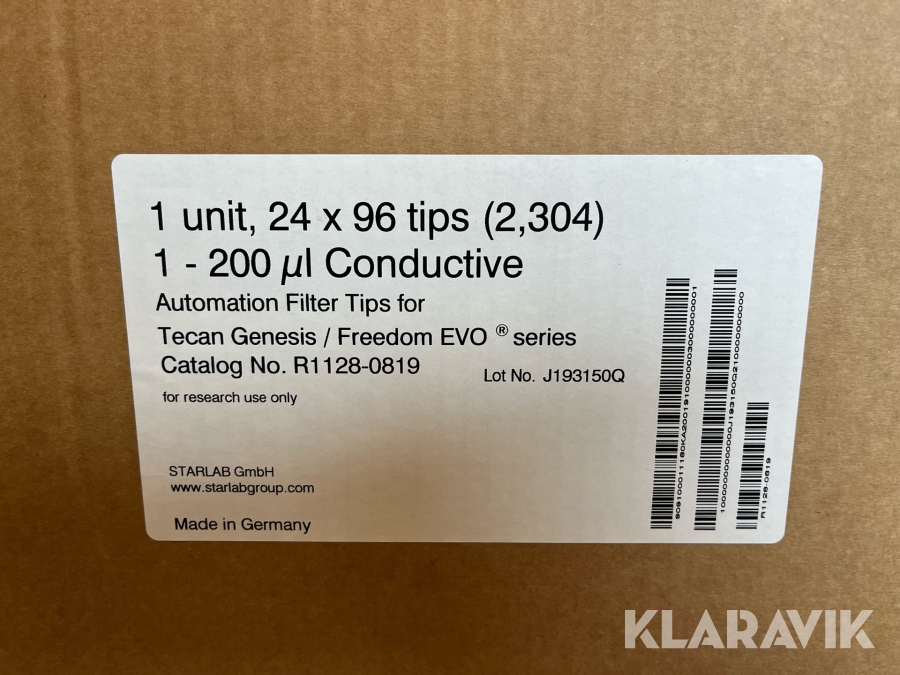 1 unit, 24 x 96 tips (2,304)
1 - 200 µl Conductive
Automation Filter Tips for
Tecan Genesis / Freedom EVO ® series
Catalog No. R1128-0819
Lot No. J193150Q
for research use only
STARLAB GmbH
www.starlabgroup.com
Made in Germany
R1128-0819
KLARAVIK